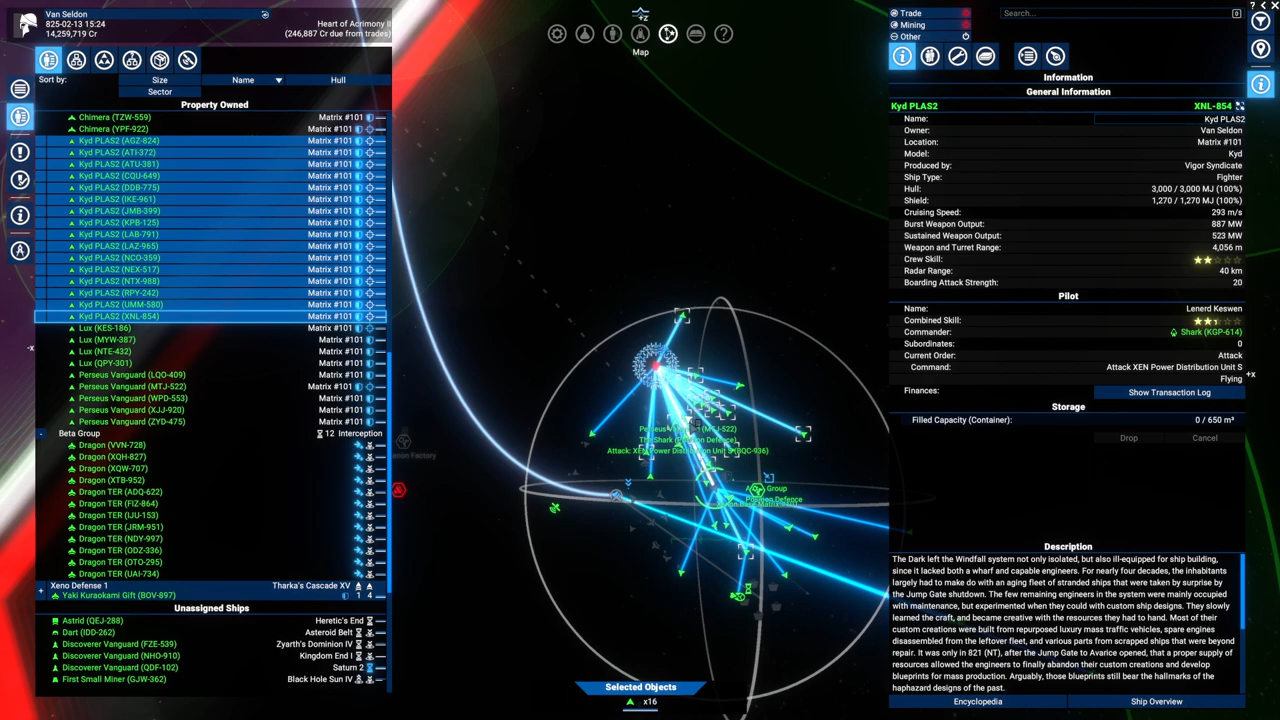 Van Seldon
825-02-13 15:24
14,259,719 Cr
Heart of Acrimony II
(246,887 Cr due from trades)
Sort by:
Size
Name
Hull
Sector
Property Owned
Chimera (TZW-559) Matrix #101
Chimera (YPF-922) Matrix #101
Kyd PLAS2 (AGZ-824) Matrix #101
Kyd PLAS2 (ATI-372) Matrix #101
Kyd PLAS2 (ATU-381) Matrix #101
Kyd PLAS2 (CQU-649) Matrix #101
Kyd PLAS2 (DDB-775) Matrix #101
Kyd PLAS2 (IKE-961) Matrix #101
Kyd PLAS2 (JMB-399) Matrix #101
Kyd PLAS2 (KPB-125) Matrix #101
Kyd PLAS2 (LAB-791) Matrix #101
Kyd PLAS2 (LAZ-965) Matrix #101
Kyd PLAS2 (NCO-359) Matrix #101
Kyd PLAS2 (NEX-517) Matrix #101
Kyd PLAS2 (NTX-988) Matrix #101
Kyd PLAS2 (RPY-242) Matrix #101
Kyd PLAS2 (UMM-580) Matrix #101
Kyd PLAS2 (XNL-854) Matrix #101
Lux (KES-186) Matrix #101
Lux (MYW-387) Matrix #101
Lux (NTE-432) Matrix #101
Lux (QPY-301) Matrix #101
Perseus Vanguard (LQO-409) Matrix #101
Perseus Vanguard (MTJ-522) Matrix #101
Perseus Vanguard (WPD-553) Matrix #101
Perseus Vanguard (XJJ-920) Matrix #101
Perseus Vanguard (ZYD-475) Matrix #101
- Beta Group 12 Interception
Dragon (VVN-728)
Dragon (XQH-827)
Dragon (XQW-707)
Dragon (XTB-952)
Dragon TER (ADQ-622)
Dragon TER (FIZ-864)
Dragon TER (IJU-153)
Dragon TER (JRM-951)
Dragon TER (NDY-997)
Dragon TER (ODZ-336)
Dragon TER (OTO-295)
Dragon TER (UAI-734)
Xeno Defense 1 Tharka's Cascade XV
+ Yaki Kuraokami Gift (BOV-897) 1 4
Unassigned Ships
Astrid (QEJ-288) Heretic's End
Dart (IDD-262) Asteroid Belt
Discoverer Vanguard (FZE-539) Zyarth's Dominion IV
Discoverer Vanguard (NHD-910) Kingdom End I
Discoverer Vanguard (QDF-102) Saturn 2
First Small Miner (GJW-362) Black Hole Sun IV
-x
+z
Map
Perseus (MTJ-522)
Attack: XEN Power Distribution Unit S (BQC-936)
Group
Position Defence
Selected Objects
x16
+x
Trade
Mining
Other
Search...
0
Information
General Information
Kyd PLAS2 XNL-854
Name: Kyd PLAS2
Owner: Van Seldon
Location: Matrix #101
Model: Kyd
Produced by: Vigor Syndicate
Ship Type: Fighter
Hull: 3,000 / 3,000 MJ (100%)
Shield: 1,270 / 1,270 MJ (100%)
Cruising Speed: 293 m/s
Burst Weapon Output: 887 MW
Sustained Weapon Output: 523 MW
Weapon and Turret Range: 4,056 m
Crew Skill:
Radar Range: 40 km
Boarding Attack Strength: 20
Pilot
Name: Lenerd Keswen
Combined Skill:
Commander: Shark (KGP-614)
Subordinates: 0
Current Order: Attack
Command: Attack XEN Power Distribution Unit S
Flying
Finances: Show Transaction Log
Storage
Filled Capacity (Container): 0 / 650 m³
Drop Cancel
Description
The Dark left the Windfall system not only isolated, but also ill-equipped for ship building,
since it lacked both a wharf and capable engineers. For nearly four decades, the inhabitants
largely had to make do with an aging fleet of stranded ships that were taken by surprise by
the Jump Gate shutdown. The few remaining engineers in the system were mainly occupied
with maintenance, but experimented when they could with custom ship designs. They slowly
learned the craft, and became creative with the resources they had to hand. Most of their
custom creations were built from repurposed luxury mass traffic vehicles, spare engines
disassembled from the leftover fleet, and various parts from scrapped ships that were beyond
repair. It was only in 821 (NT), after the Jump Gate to Avarice opened, that a proper supply of
resources allowed the engineers to finally abandon their custom creations and develop
blueprints for mass production. Arguably, those blueprints still bear the hallmarks of the
haphazard designs of the past.
Encyclopedia Ship Overview